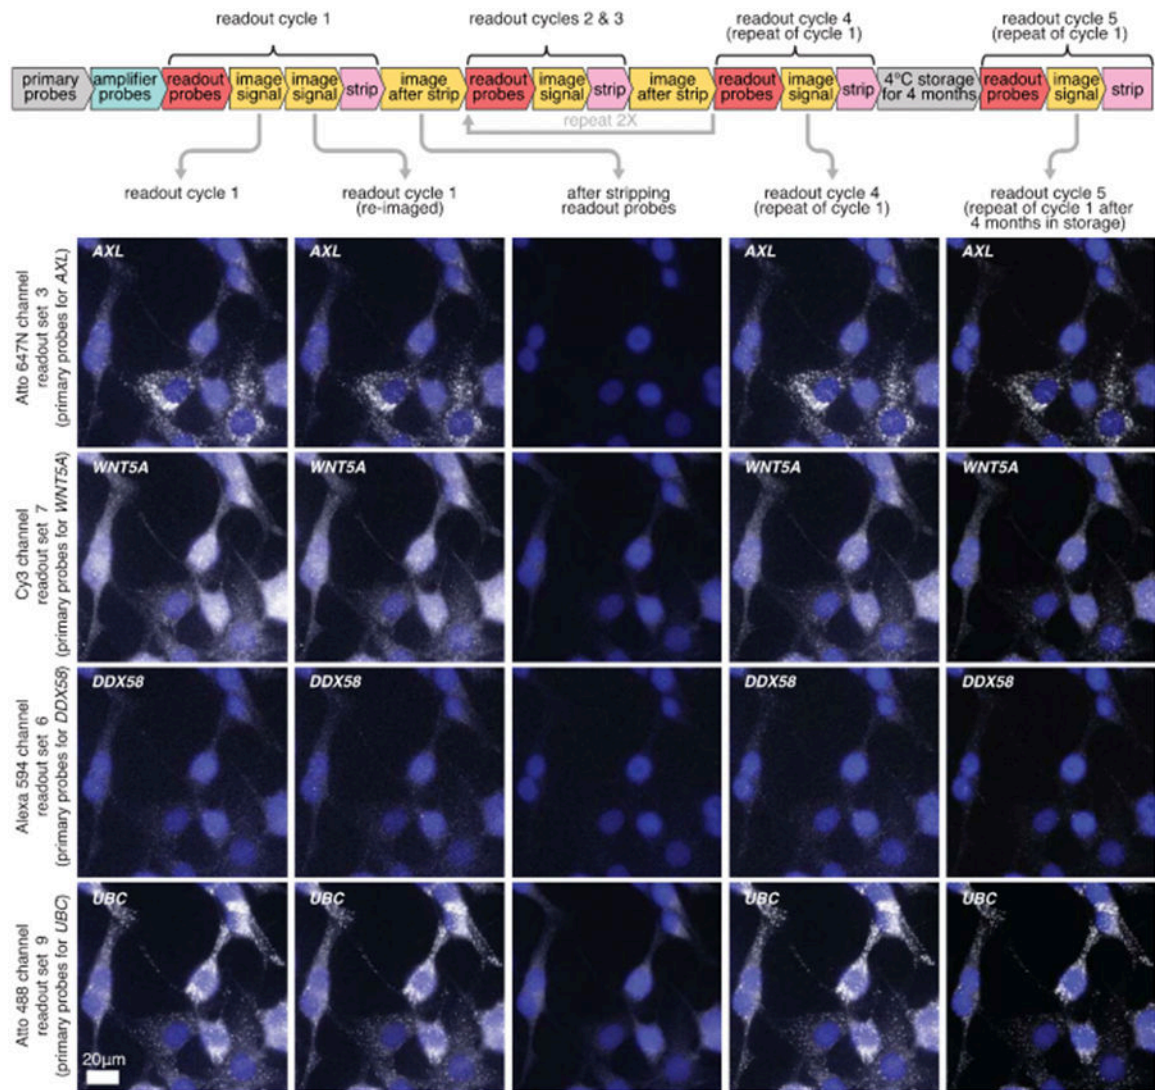 readout cycle 1
readout cycles 2 & 3
readout cycle 4
(repeat of cycle 1)
readout cycle 5
(repeat of cycle 1)
primary
probes
amplifier
probes
readout
probes
image
signal
image
signal
strip
image
after strip
readout
probes
image
signal
strip
image
after strip
readout
probes
image
signal
strip
4°C storage
for 4 months
readout
probes
image
signal
strip
repeat 2X
readout cycle 1
readout cycle 1
(re-imaged)
after stripping
readout probes
readout cycle 4
(repeat of cycle 1)
readout cycle 5
(repeat of cycle 1 after
4 months in storage)
Atto 647N channel
readout set 3
(primary probes for AXL)
AXL
AXL
AXL
AXL
Cy3 channel
readout set 7
(primary probes for WNT5A)
WNT5A
WNT5A
WNT5A
WNT5A
Alexa 594 channel
readout set 6
(primary probes for DDX58)
DDX58
DDX58
DDX58
DDX58
Atto 488 channel
readout set 9
(primary probes for UBC)
UBC
UBC
UBC
UBC
20μm